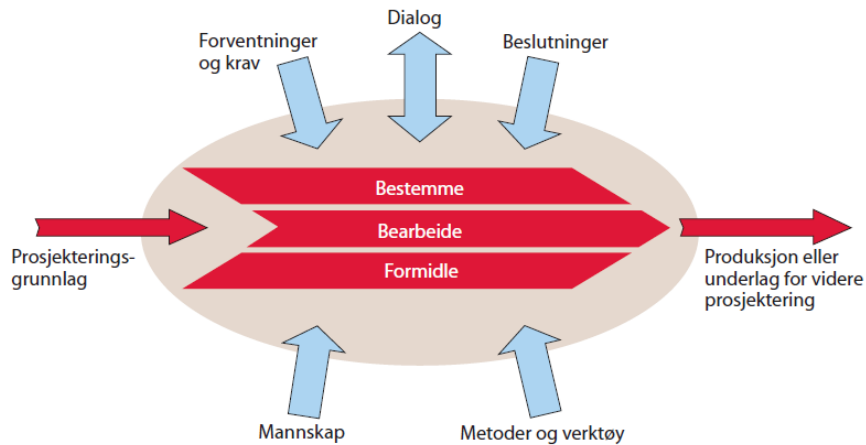 Dialog
Forventninger
og krav
Beslutninger
Bestemme
Bearbeide
Formidle
Prosjekterings-
grunnlag
Produksjon eller
underlag for videre
prosjektering
Mannskap
Metoder og verktøy